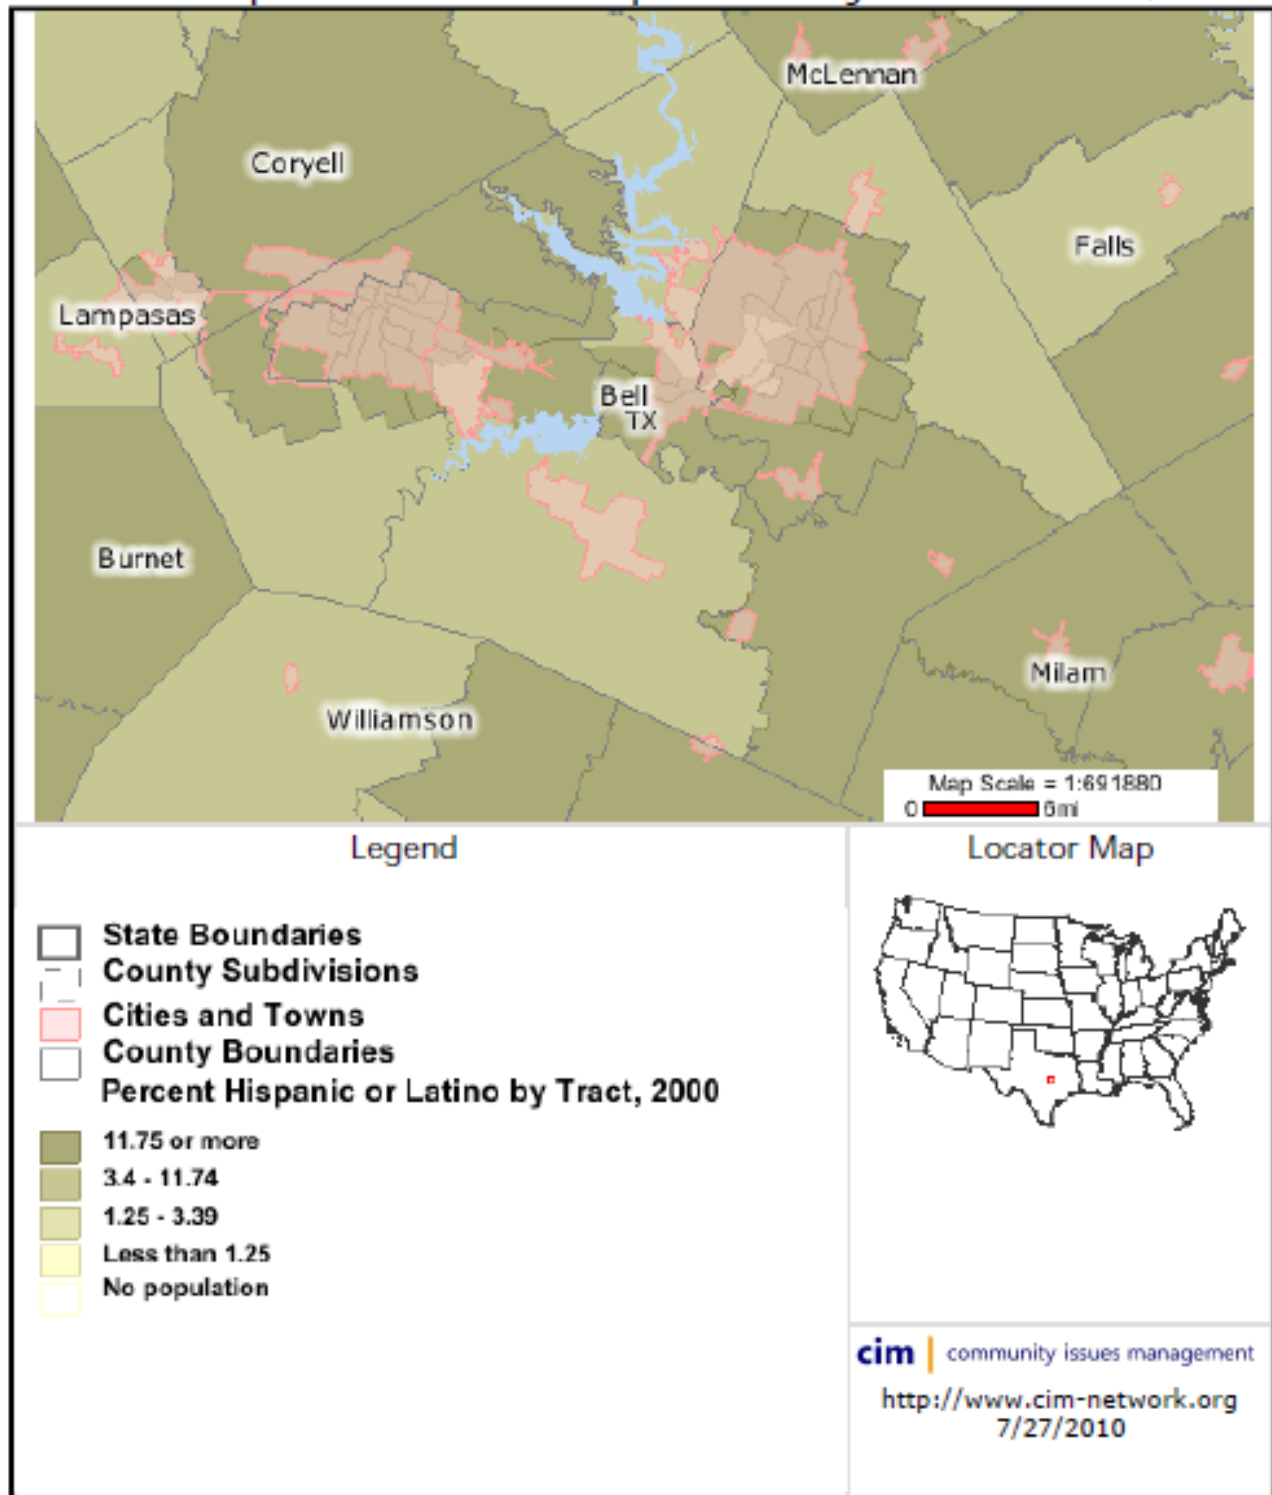 McLennan
Coryell
Falls
Lampasas
Bell
TX
Burnet
Milam
Williamson
Map Scale = 1:691880
0 6mi
Legend
State Boundaries
County Subdivisions
Cities and Towns
County Boundaries
Percent Hispanic or Latino by Tract, 2000
11.75 or more
3.4 - 11.74
1.25 - 3.39
Less than 1.25
No population
Locator Map
cim | community issues management
http://www.cim-network.org
7/27/2010